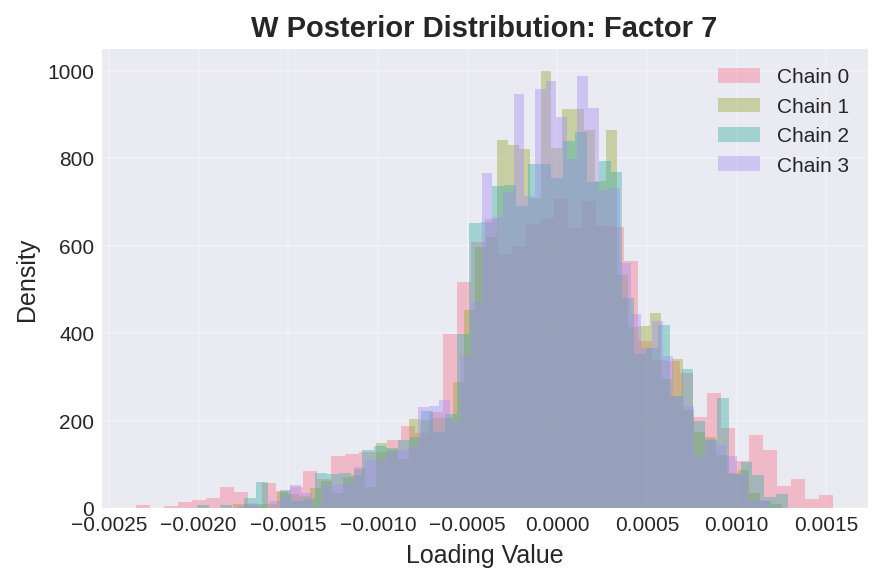 W Posterior Distribution: Factor 7
Chain 0
Chain 1
Chain 2
Chain 3
Density
1000
800
600
400
200
0
−0.0025 −0.0020 −0.0015 −0.0010 −0.0005 0.0000 0.0005 0.0010 0.0015
Loading Value